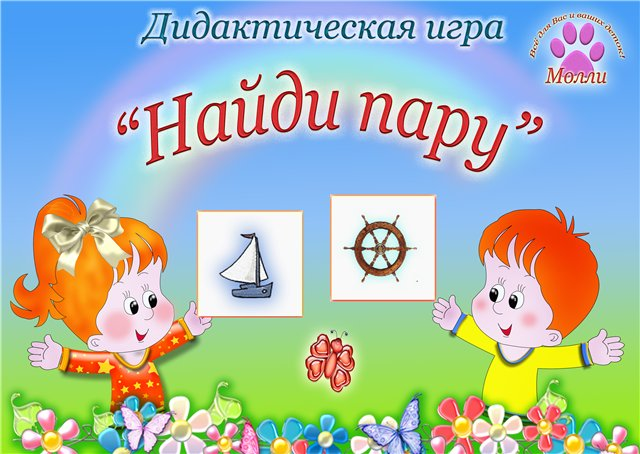 Дидактическая игра
Всё для Вас и ваших деток!
Молли
“Найди пару”